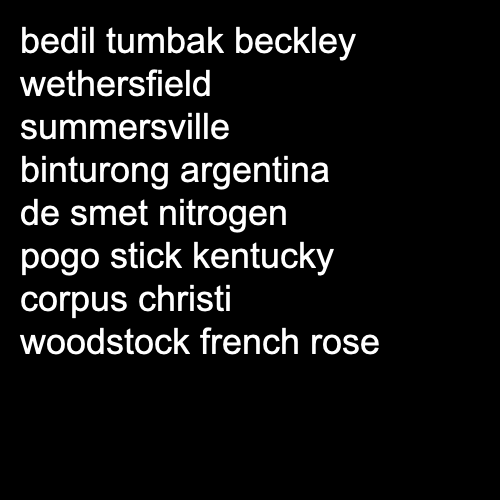 bedil tumbak beckley
wethersfield
summersville
binturong argentina
de smet nitrogen
pogo stick kentucky
corpus christi
woodstock french rose